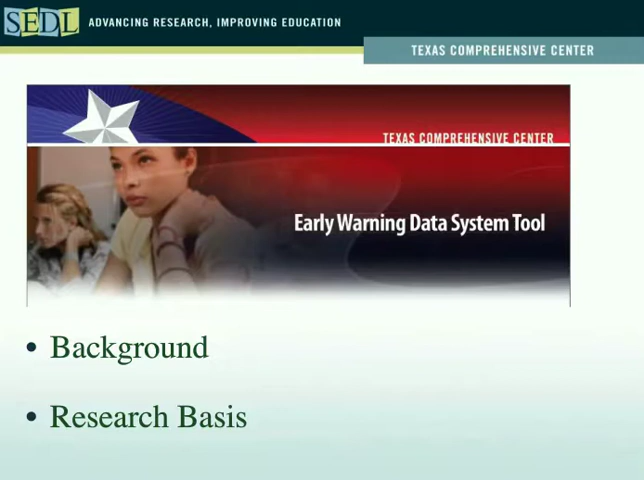 SEDL ADVANCING RESEARCH, IMPROVING EDUCATION
TEXAS COMPREHENSIVE CENTER
TEXAS COMPREHENSIVE CENTER
Early Warning Data System Tool
• Background
• Research Basis